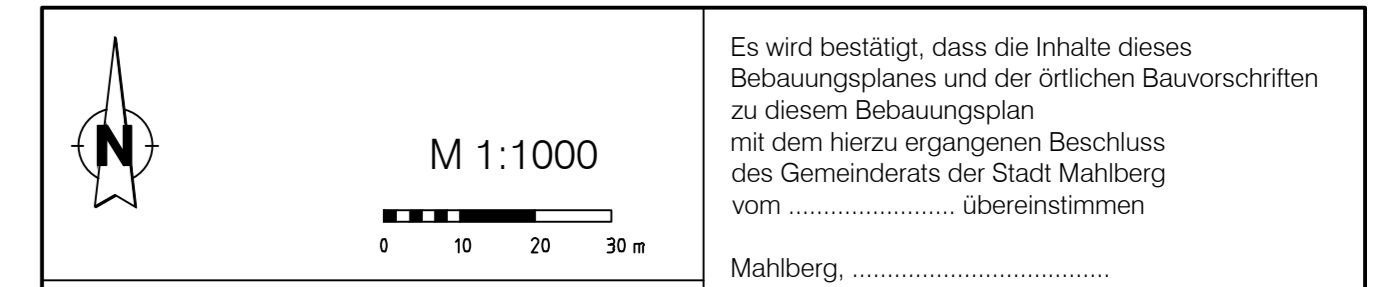 N
M 1:1000
0 10 20 30 m
Es wird bestätigt, dass die Inhalte dieses
Bebauungsplanes und der örtlichen Bauvorschriften
zu diesem Bebauungsplan
mit dem hierzu ergangenen Beschluss
des Gemeinderats der Stadt Mahlberg
vom ........................ übereinstimmen
Mahlberg, .....................................